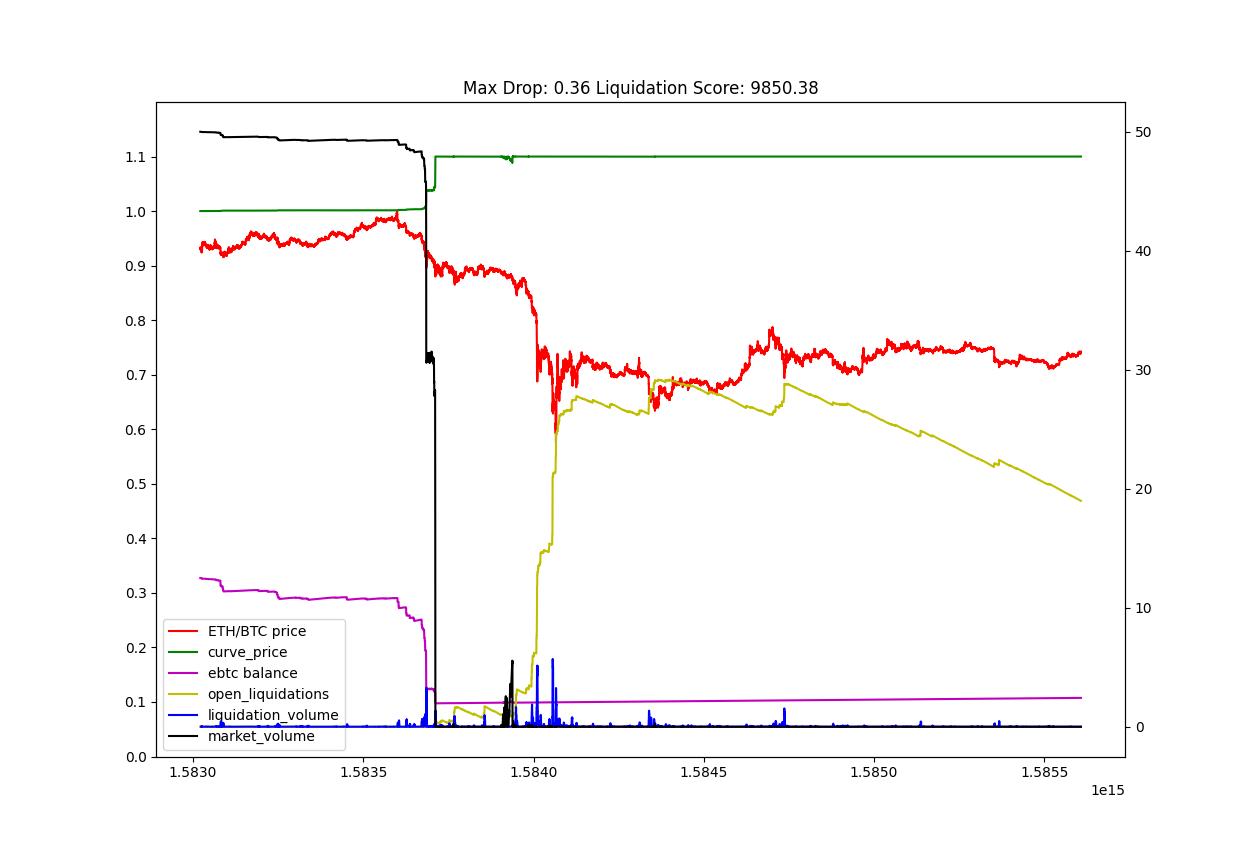 Max Drop: 0.36 Liquidation Score: 9850.38
1.1
1.0
0.9
0.8
0.7
0.6
0.5
0.4
0.3
0.2
0.1
0.0
50
40
30
20
10
0
ETH/BTC price
curve_price
ebtc balance
open_liquidations
liquidation_volume
market_volume
1.5830 1.5835 1.5840 1.5845 1.5850 1.5855
1e15